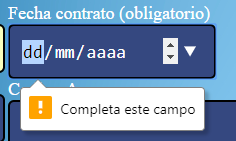 Fecha contrato (obligatorio)
dd/mm/aaaa
Completa este campo